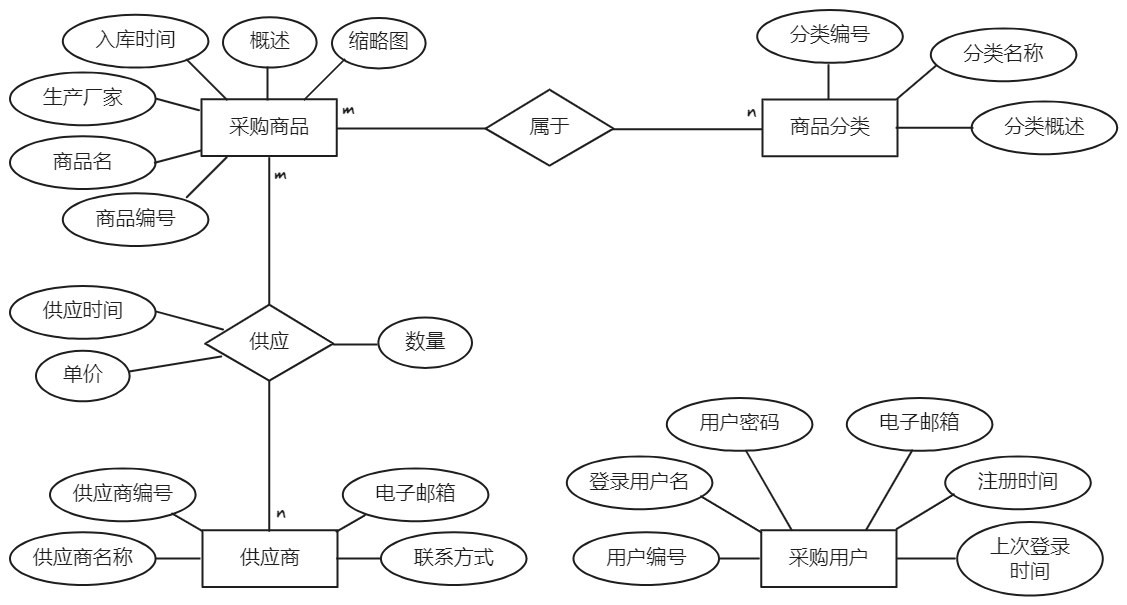 入库时间
概述
缩略图
生产厂家
采购商品
商品名
商品编号
m
属于
n
分类编号
分类名称
商品分类
分类概述
m
供应时间
单价
供应
数量
n
供应商编号
电子邮箱
供应商名称
供应商
联系方式
用户密码
电子邮箱
登录用户名
注册时间
用户编号
采购用户
上次登录
时间